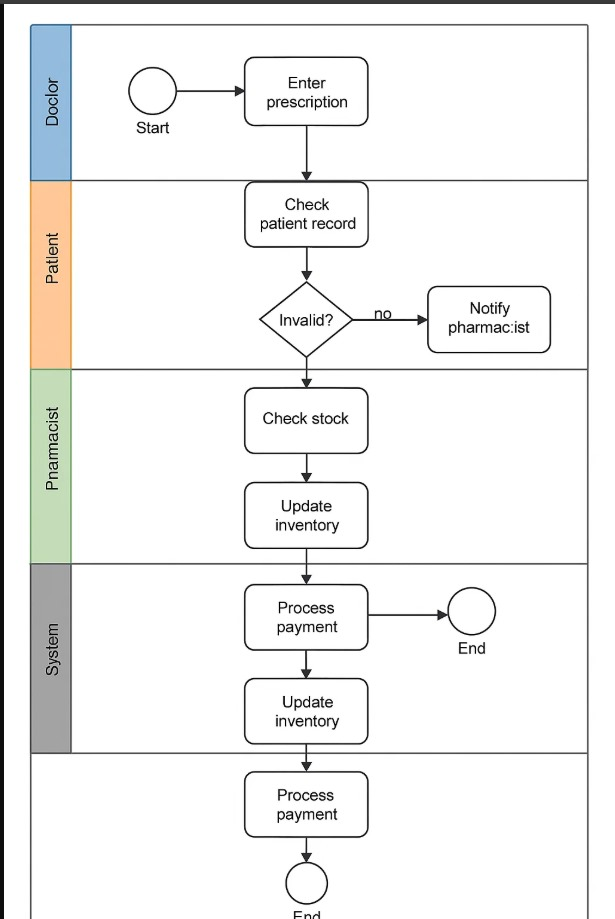 Doclor
Start
Enter
prescription
Patlent
Check
patient record
Invalid?
no
Notify
pharmac:ist
Pnarmacist
Check stock
Update
inventory
System
Process
payment
End
Update
inventory
Process
payment
End